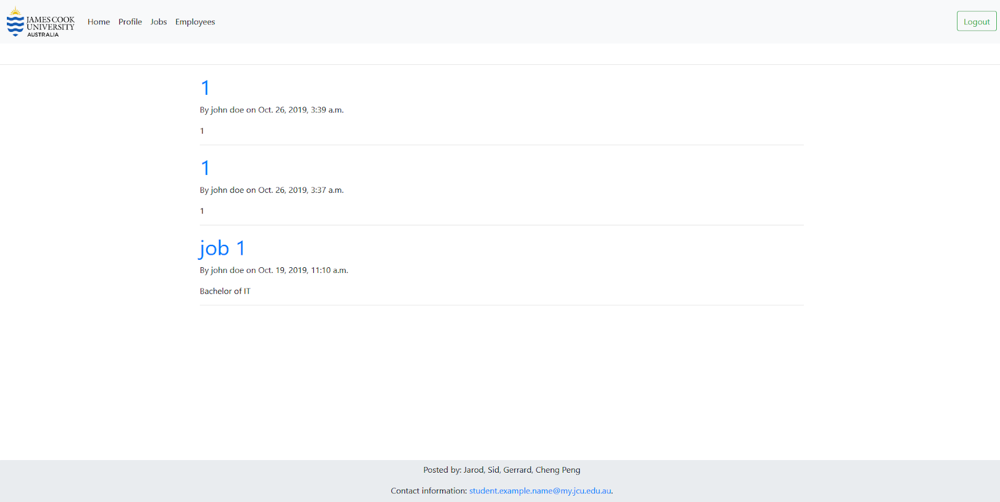 JAMES COOK
UNIVERSITY
AUSTRALIA
Home Profile Jobs Employees
Logout
1
By john doe on Oct. 26, 2019, 3:39 a.m.
1
1
By john doe on Oct. 26, 2019, 3:37 a.m.
1
job 1
By john doe on Oct. 19, 2019, 11:10 a.m.
Bachelor of IT
Posted by: Jarod, Sid, Gerrard, Cheng Peng
Contact information: student.example.name@my.jcu.edu.au.